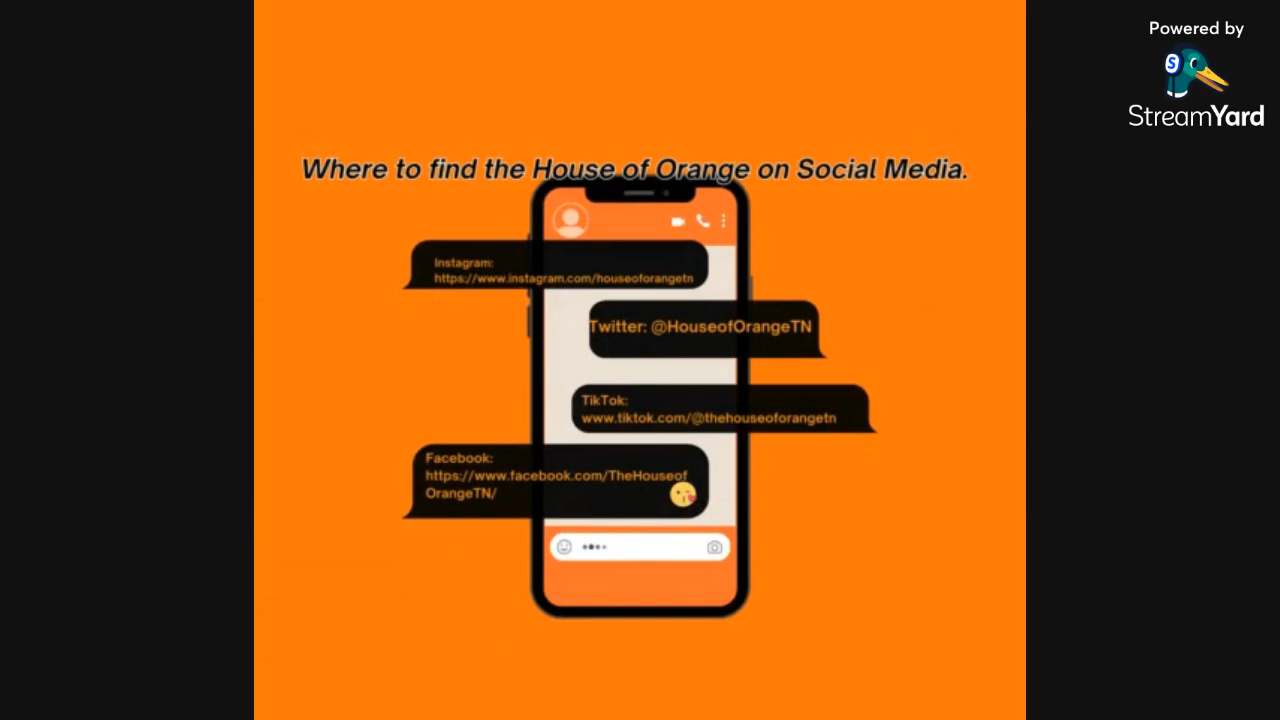 Powered by
StreamYard
Where to find the House of Orange on Social Media.
Instagram:
https://www.instagram.com/houseoforangetn
Twitter: @HouseofOrangeTN
TikTok:
www.tiktok.com/@thehouseoforangetn
Facebook:
https://www.facebook.com/TheHouseof
OrangeTN/